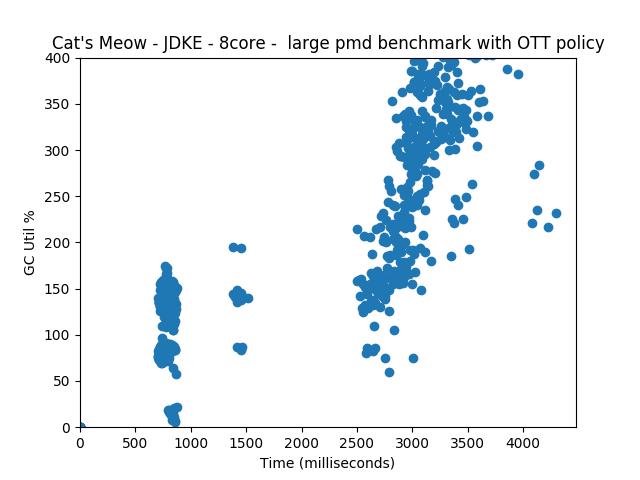 Cat's Meow - JDKE - 8core -  large pmd benchmark with OTT policy
400
350
300
250
200
150
100
50
0
GC Util %
0 500 1000 1500 2000 2500 3000 3500 4000
Time (milliseconds)